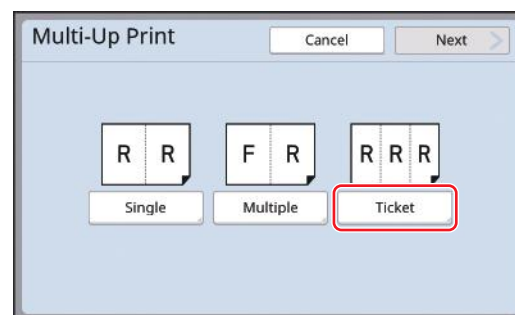 Multi-Up Print
Cancel
Next
R R
F R
R R R
Single
Multiple
Ticket